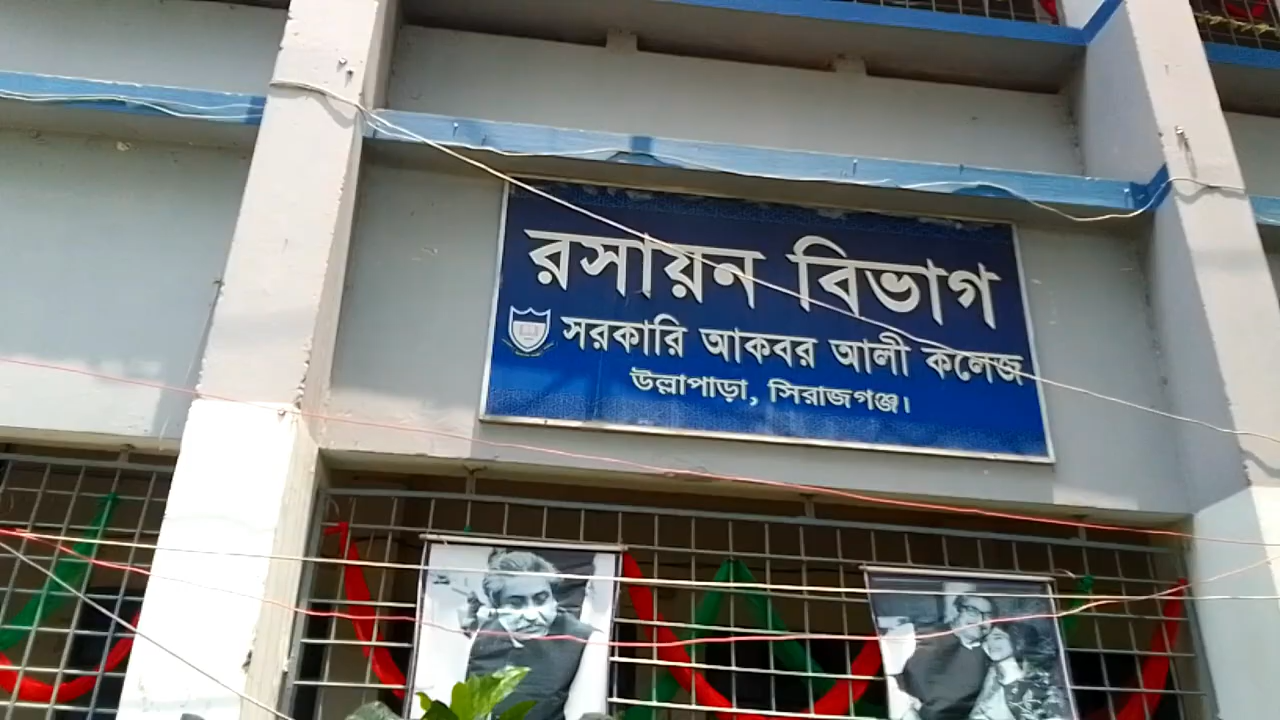 রসায়ন বিভাগ
সরকারি আকবর আলী কলেজ
উল্লাপাড়া, সিরাজগঞ্জ।